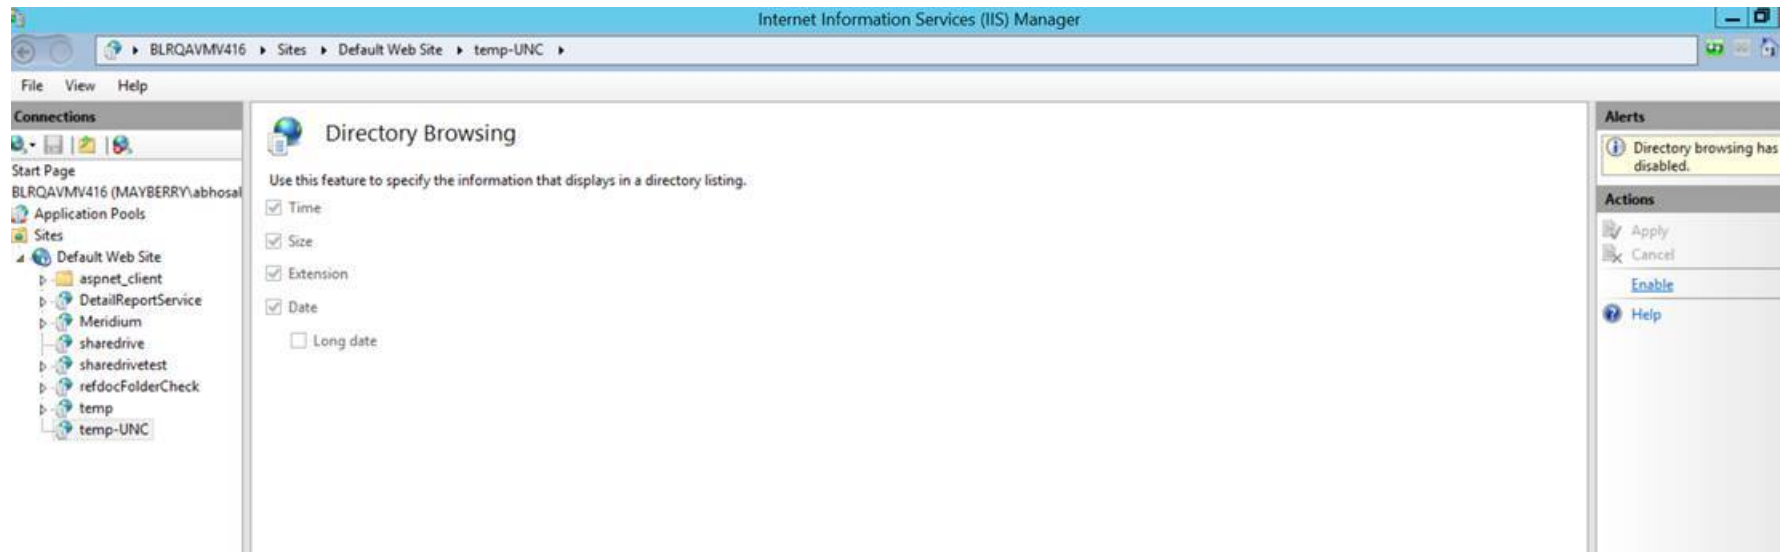 Internet Information Services (IIS) Manager
BLRQAVMV416 Sites Default Web Site temp-UNC
File View Help
Connections
Start Page
BLRQAVMV416 (MAYBERRY\abhosal
Application Pools
Sites
Default Web Site
aspnet_client
DetailReportService
Meridium
sharedrive
sharedrivetest
refdocFolderCheck
temp
temp-UNC
Directory Browsing
Use this feature to specify the information that displays in a directory listing.
Time
Size
Extension
Date
Long date
Alerts
Directory browsing has
disabled.
Actions
Apply
Cancel
Enable
Help